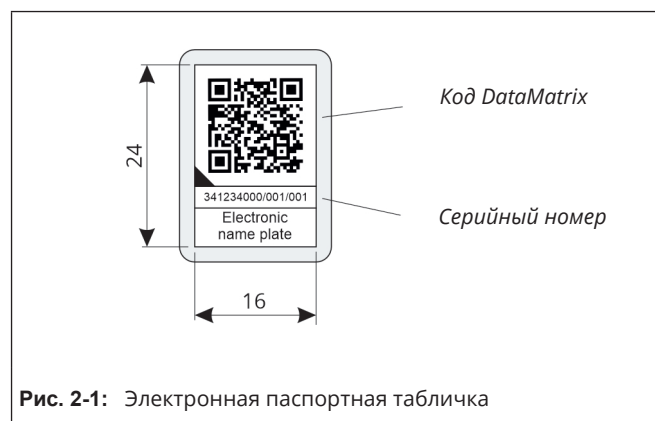 Код DataMatrix
24
341234000/001/001
Серийный номер
Electronic
name plate
16
Рис. 2-1: Электронная паспортная табличка